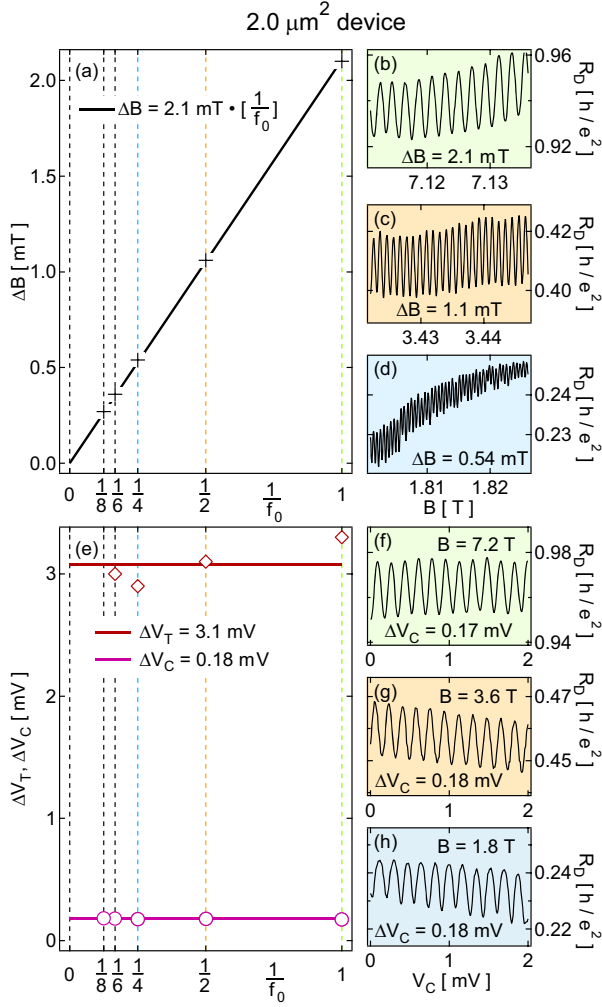 2.0 μm² device
(a)
ΔB = 2.1 mT • [1/f₀]
ΔB [ mT ]
2.0
1.5
1.0
0.5
0.0
0 1/8 1/6 1/4 1/2 1/f₀ 1
(b)
ΔB = 2.1 mT
0.96
0.92
R_D [ h / e² ]
7.12 7.13
(c)
ΔB = 1.1 mT
0.42
0.40
R_D [ h / e² ]
3.43 3.44
(d)
ΔB = 0.54 mT
0.24
0.23
R_D [ h / e² ]
1.81 1.82
B [ T ]
(e)
ΔV_T = 3.1 mV
ΔV_C = 0.18 mV
ΔV_T, ΔV_C [ mV ]
3
2
1
0
0 1/8 1/6 1/4 1/2 1/f₀ 1
(f)
B = 7.2 T
ΔV_C = 0.17 mV
0.98
0.94
R_D [ h / e² ]
0 1 2
(g)
B = 3.6 T
ΔV_C = 0.18 mV
0.47
0.45
R_D [ h / e² ]
0 1 2
(h)
B = 1.8 T
ΔV_C = 0.18 mV
0.24
0.22
R_D [ h / e² ]
0 1 2
V_C [ mV ]